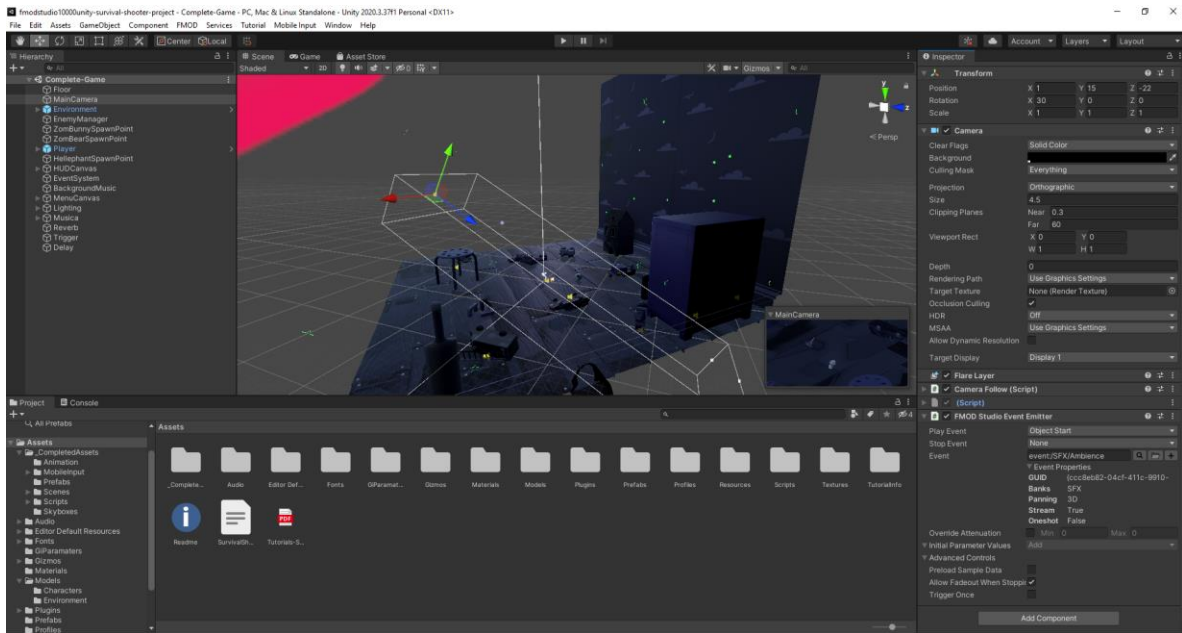 fmodstudio10000unity-survival-shooter-project - Complete-Game - PC, Mac & Linux Standalone - Unity 2020.3.37f1 Personal <DX11>
File Edit Assets GameObject Component FMOD Services Tutorial Mobile Input Window Help
Center Local Account Layers Layout
Hierarchy
All
Complete-Game
Floor
MainCamera
Environment
EnemyManager
ZomBunnySpawnPoint
ZomBearSpawnPoint
Player
HellephantSpawnPoint
HUDCanvas
EventSystem
BackgroundMusic
MenuCanvas
Lighting
Musica
Reverb
Trigger
Delay
Scene Game Asset Store
Shaded 2D 0 Gizmos All
y
z
< Persp
MainCamera
Inspector
Transform
Position X 1 Y 15 Z -22
Rotation X 30 Y 0 Z 0
Scale X 1 Y 1 Z 1
Camera
Clear Flags Solid Color
Background
Culling Mask Everything
Projection Orthographic
Size 4.5
Clipping Planes Near 0.3
Far 60
Viewport Rect X 0 Y 0
W 1 H 1
Depth 0
Rendering Path Use Graphics Settings
Target Texture None (Render Texture)
Occlusion Culling
HDR Off
MSAA Use Graphics Settings
Allow Dynamic Resolution
Target Display Display 1
Flare Layer
Camera Follow (Script)
(Script)
FMOD Studio Event Emitter
Play Event Object Start
Stop Event None
Event event:/SFX/Ambience
Event Properties
GUID {ccc8eb82-04cf-411c-9910-
Banks SFX
Panning 3D
Stream True
Oneshot False
Override Attenuation Min 0 Max 0
Initial Parameter Values Add
Advanced Controls
Preload Sample Data
Allow Fadeout When Stoppin
Trigger Once
Add Component
Project Console
All Prefabs
Assets
_CompletedAssets
Animation
MobileInput
Prefabs
Scenes
Scripts
Skyboxes
Audio
Editor Default Resources
Fonts
GiParamaters
Gizmos
Materials
Models
Characters
Environment
Plugins
Prefabs
Profiles
Assets
_Complete... Audio Editor Def... Fonts GiParamat... Gizmos Materials Models Plugins Prefabs Profiles Resources Scripts Textures TutorialInfo
Readme SurvivalSh... Tutorials-S...
PDF